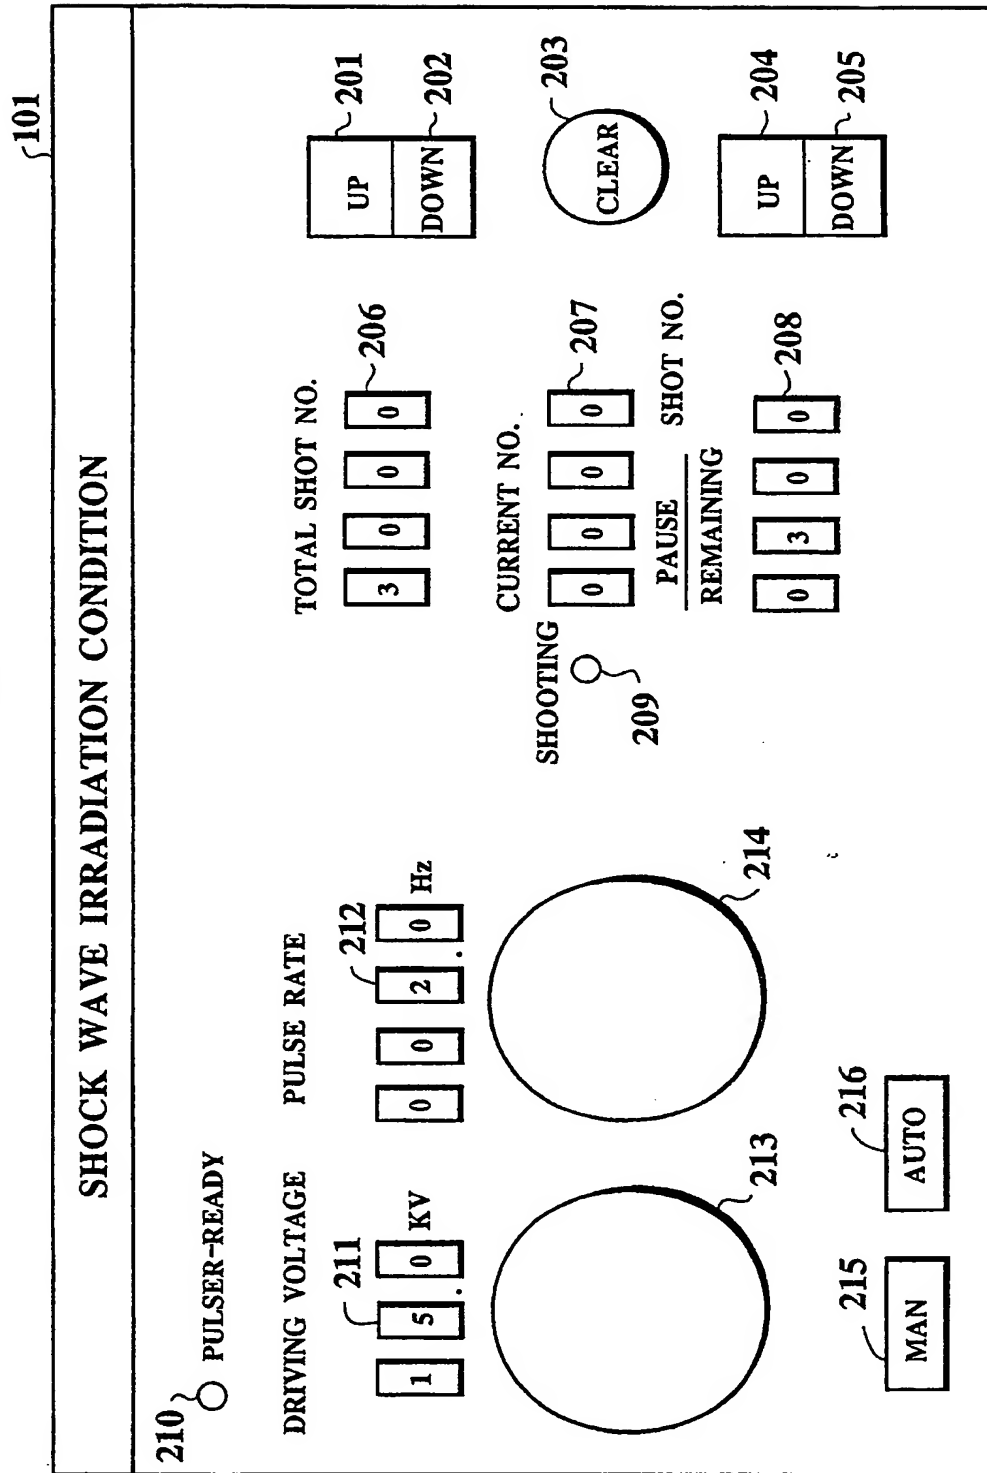 101
SHOCK WAVE IRRADIATION CONDITION
210 PULSER-READY
DRIVING VOLTAGE
211
1 5 . 0 KV
213
PULSE RATE
212
0 0 2 . 0 Hz
214
215
MAN
216
AUTO
TOTAL SHOT NO.
3 0 0 0
206
SHOOTING
209
CURRENT NO.
0 0 0 0
207
PAUSE
REMAINING
SHOT NO.
0 3 0 0
208
UP
201
DOWN
202
CLEAR
203
UP
204
DOWN
205